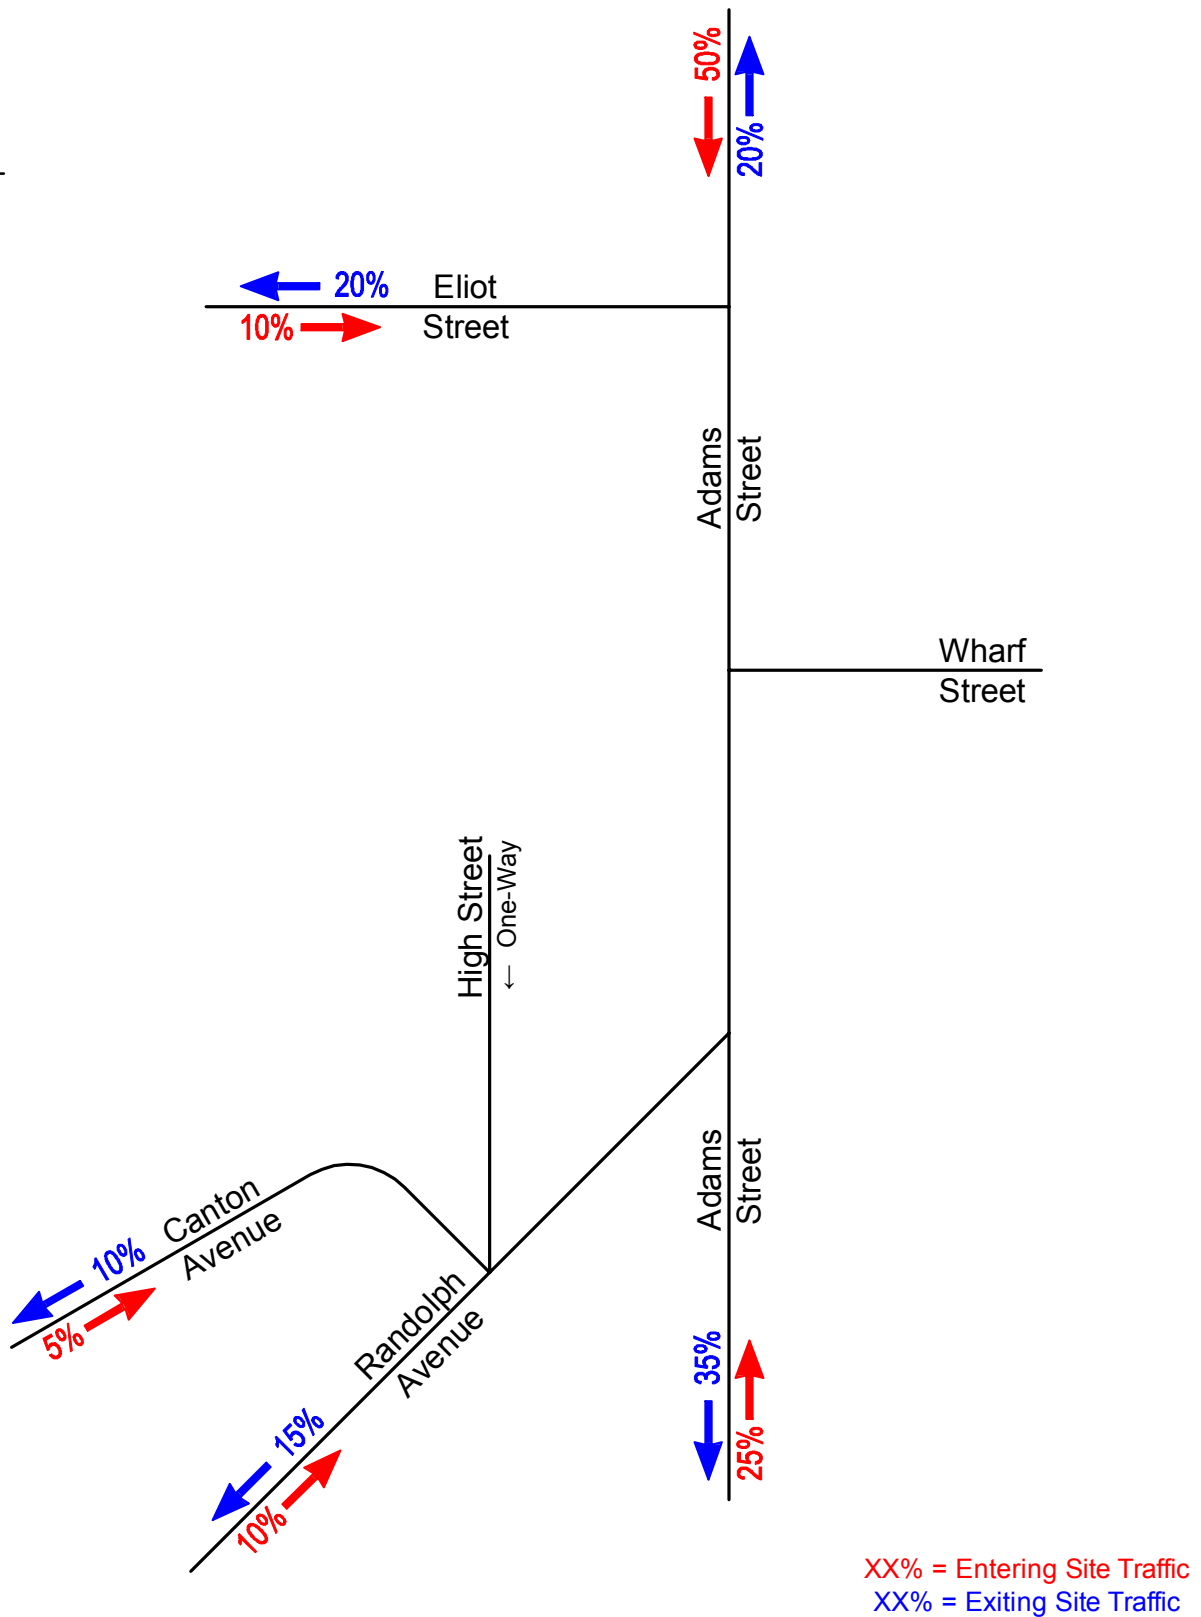 50%
20%
20%
Eliot
10%
Street
Adams
Street
Wharf
Street
High Street
← One-Way
Adams
Street
Canton
Avenue
10%
5%
Randolph
Avenue
35%
25%
15%
10%
XX% = Entering Site Traffic
XX% = Exiting Site Traffic